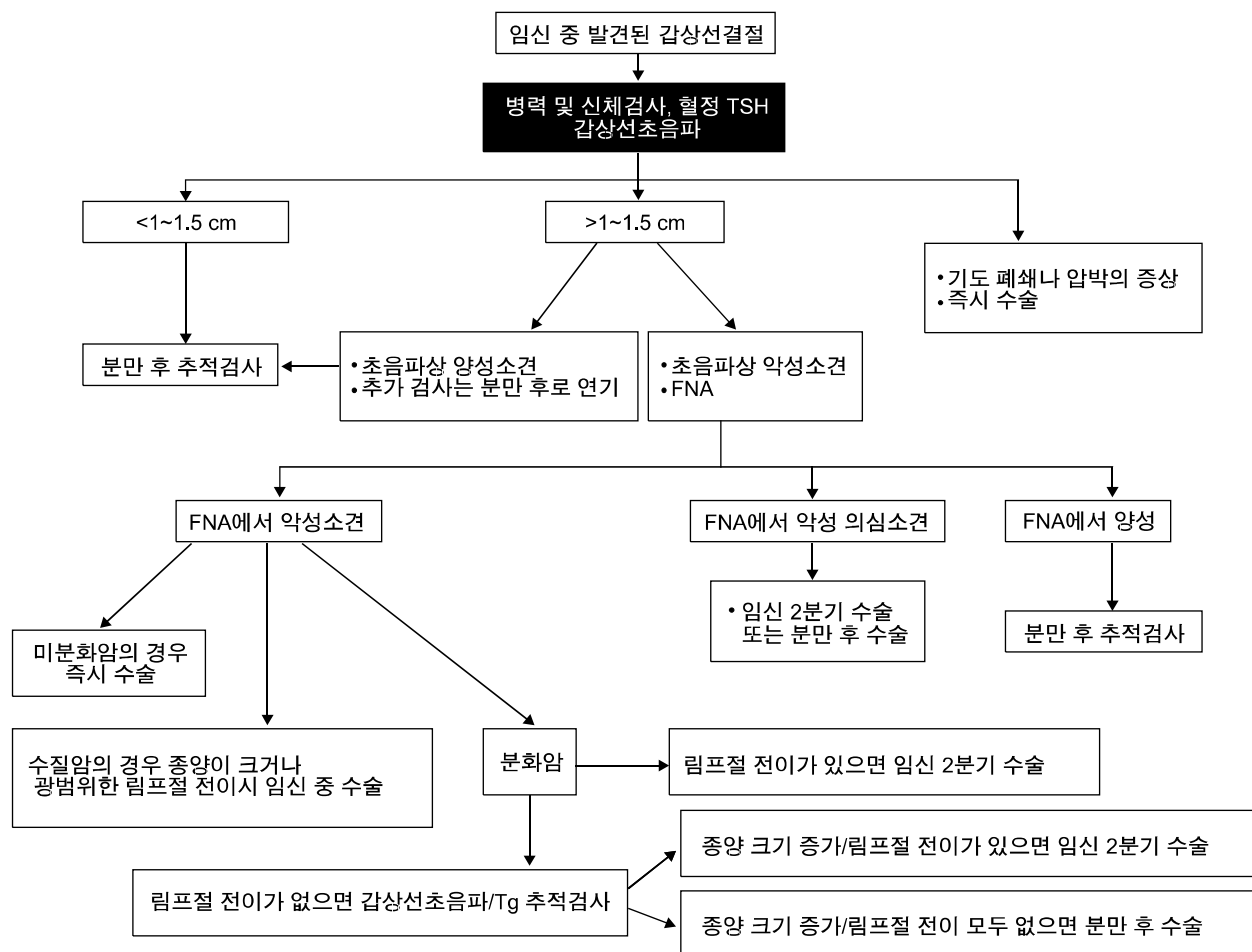 임신 중 발견된 갑상선결절
병력 및 신체검사, 혈정 TSH
갑상선초음파
<1~1.5 cm
>1~1.5 cm
• 기도 폐쇄나 압박의 증상
• 즉시 수술
분만 후 추적검사
• 초음파상 양성소견
• 추가 검사는 분만 후로 연기
• 초음파상 악성소견
• FNA
FNA에서 악성소견
FNA에서 악성 의심소견
FNA에서 양성
• 임신 2분기 수술
또는 분만 후 수술
분만 후 추적검사
미분화암의 경우
즉시 수술
수질암의 경우 종양이 크거나
광범위한 림프절 전이시 임신 중 수술
분화암
림프절 전이가 있으면 임신 2분기 수술
종양 크기 증가/림프절 전이가 있으면 임신 2분기 수술
림프절 전이가 없으면 갑상선초음파/Tg 추적검사
종양 크기 증가/림프절 전이 모두 없으면 분만 후 수술